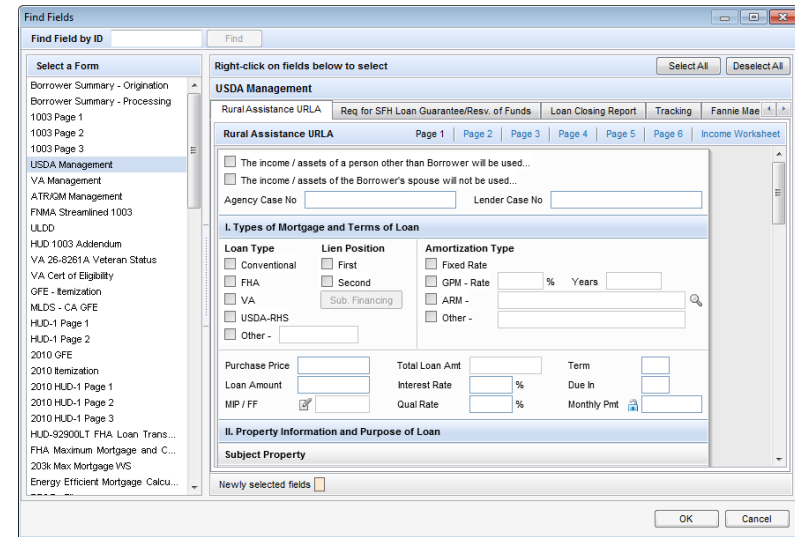 Find Fields
Find Field by ID
Find
Select a Form
Borrower Summary - Origination
Borrower Summary - Processing
1003 Page 1
1003 Page 2
1003 Page 3
USDA Management
VA Management
ATR/QM Management
FNMA Streamlined 1003
ULDD
HUD 1003 Addendum
VA 26-8261A Veteran Status
VA Cert of Eligibility
GFE - Itemization
MLDS - CA GFE
HUD-1 Page 1
HUD-1 Page 2
2010 GFE
2010 Itemization
2010 HUD-1 Page 1
2010 HUD-1 Page 2
2010 HUD-1 Page 3
HUD-92900LT FHA Loan Trans...
FHA Maximum Mortgage and C...
203k Max Mortgage WS
Energy Efficient Mortgage Calcu...
Right-click on fields below to select
Select All
Deselect All
USDA Management
Rural Assistance URLA
Req for SFH Loan Guarantee/Resv. of Funds
Loan Closing Report
Tracking
Fannie Mae
Rural Assistance URLA
Page 1 | Page 2 | Page 3 | Page 4 | Page 5 | Page 6 | Income Worksheet
The income / assets of a person other than Borrower will be used...
The income / assets of the Borrower's spouse will not be used...
Agency Case No
Lender Case No
I. Types of Mortgage and Terms of Loan
Loan Type
Lien Position
Amortization Type
Conventional
First
Fixed Rate
FHA
Second
GPM - Rate % Years
VA
Sub. Financing
ARM -
USDA-RHS
Other -
Other -
Purchase Price
Total Loan Amt
Term
Loan Amount
Interest Rate %
Due In
MIP / FF
Qual Rate %
Monthly Pmt
II. Property Information and Purpose of Loan
Subject Property
Newly selected fields
OK
Cancel